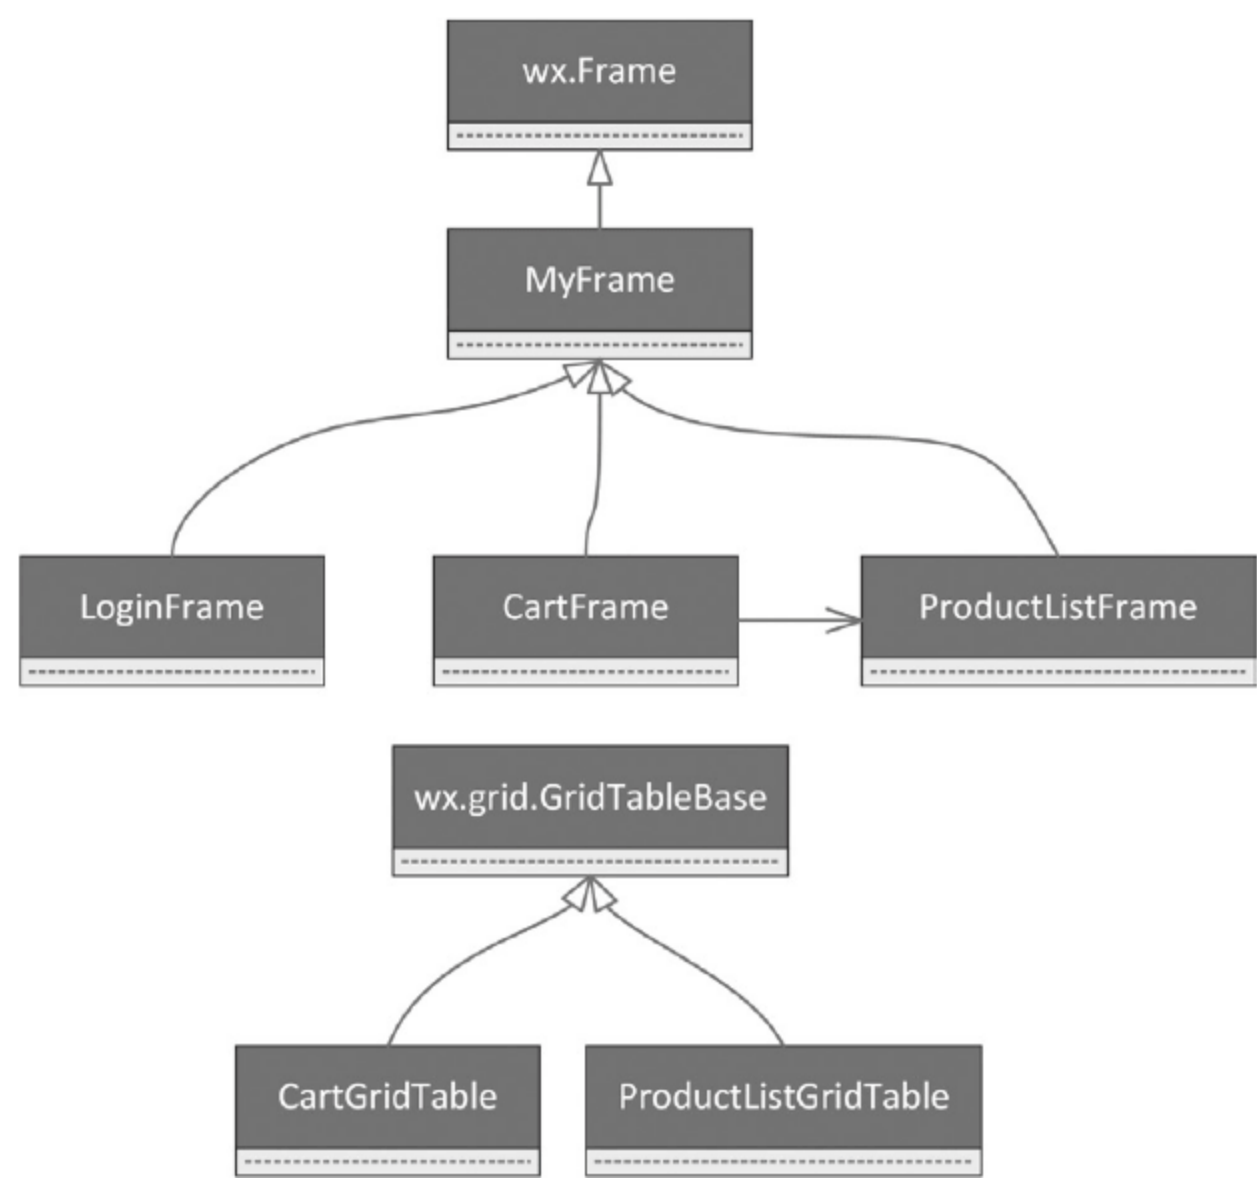 wx.Frame
MyFrame
LoginFrame
CartFrame
ProductListFrame
wx.grid.GridTableBase
CartGridTable
ProductListGridTable